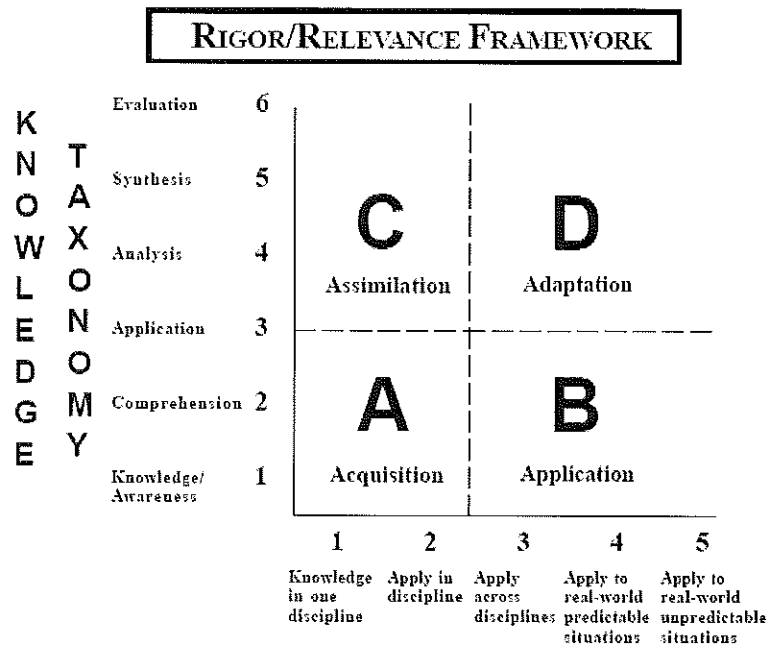 RIGOR/RELEVANCE FRAMEWORK
KNOWLEDGE
TAXONOMY
Evaluation 6
Synthesis 5
Analysis 4
Application 3
Comprehension 2
Knowledge/
Awareness 1
C
Assimilation
D
Adaptation
A
Acquisition
B
Application
1 2 3 4 5
Knowledge
in one
discipline
Apply in
discipline
Apply
across
disciplines
Apply to
real-world
predictable
situations
Apply to
real-world
unpredictable
situations